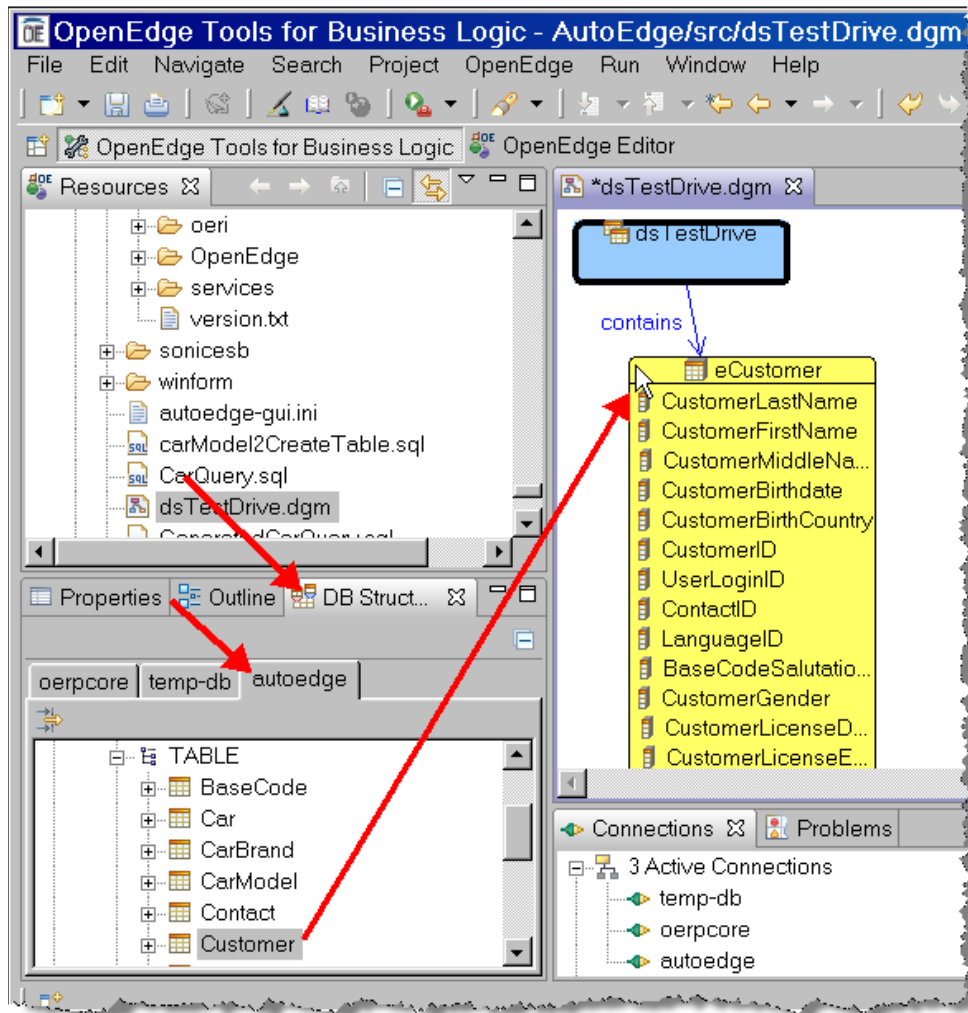 OpenEdge Tools for Business Logic - AutoEdge/src/dsTestDrive.dgm
File Edit Navigate Search Project OpenEdge Run Window Help
OpenEdge Tools for Business Logic OpenEdge Editor
Resources
oeri
OpenEdge
services
version.txt
sonicesb
winform
autoedge-gui.ini
carModel2CreateTable.sql
CarQuery.sql
dsTestDrive.dgm
GeneratedCarQuery.sql
Properties Outline DB Struct...
oerpcore temp-db autoedge
TABLE
BaseCode
Car
CarBrand
CarModel
Contact
Customer
*dsTestDrive.dgm
dsTestDrive
contains
eCustomer
CustomerLastName
CustomerFirstName
CustomerMiddleNa...
CustomerBirthdate
CustomerBirthCountry
CustomerID
UserLoginID
ContactID
LanguageID
BaseCodeSalutatio...
CustomerGender
CustomerLicenseD...
CustomerLicenseE...
Connections Problems
3 Active Connections
temp-db
oerpcore
autoedge